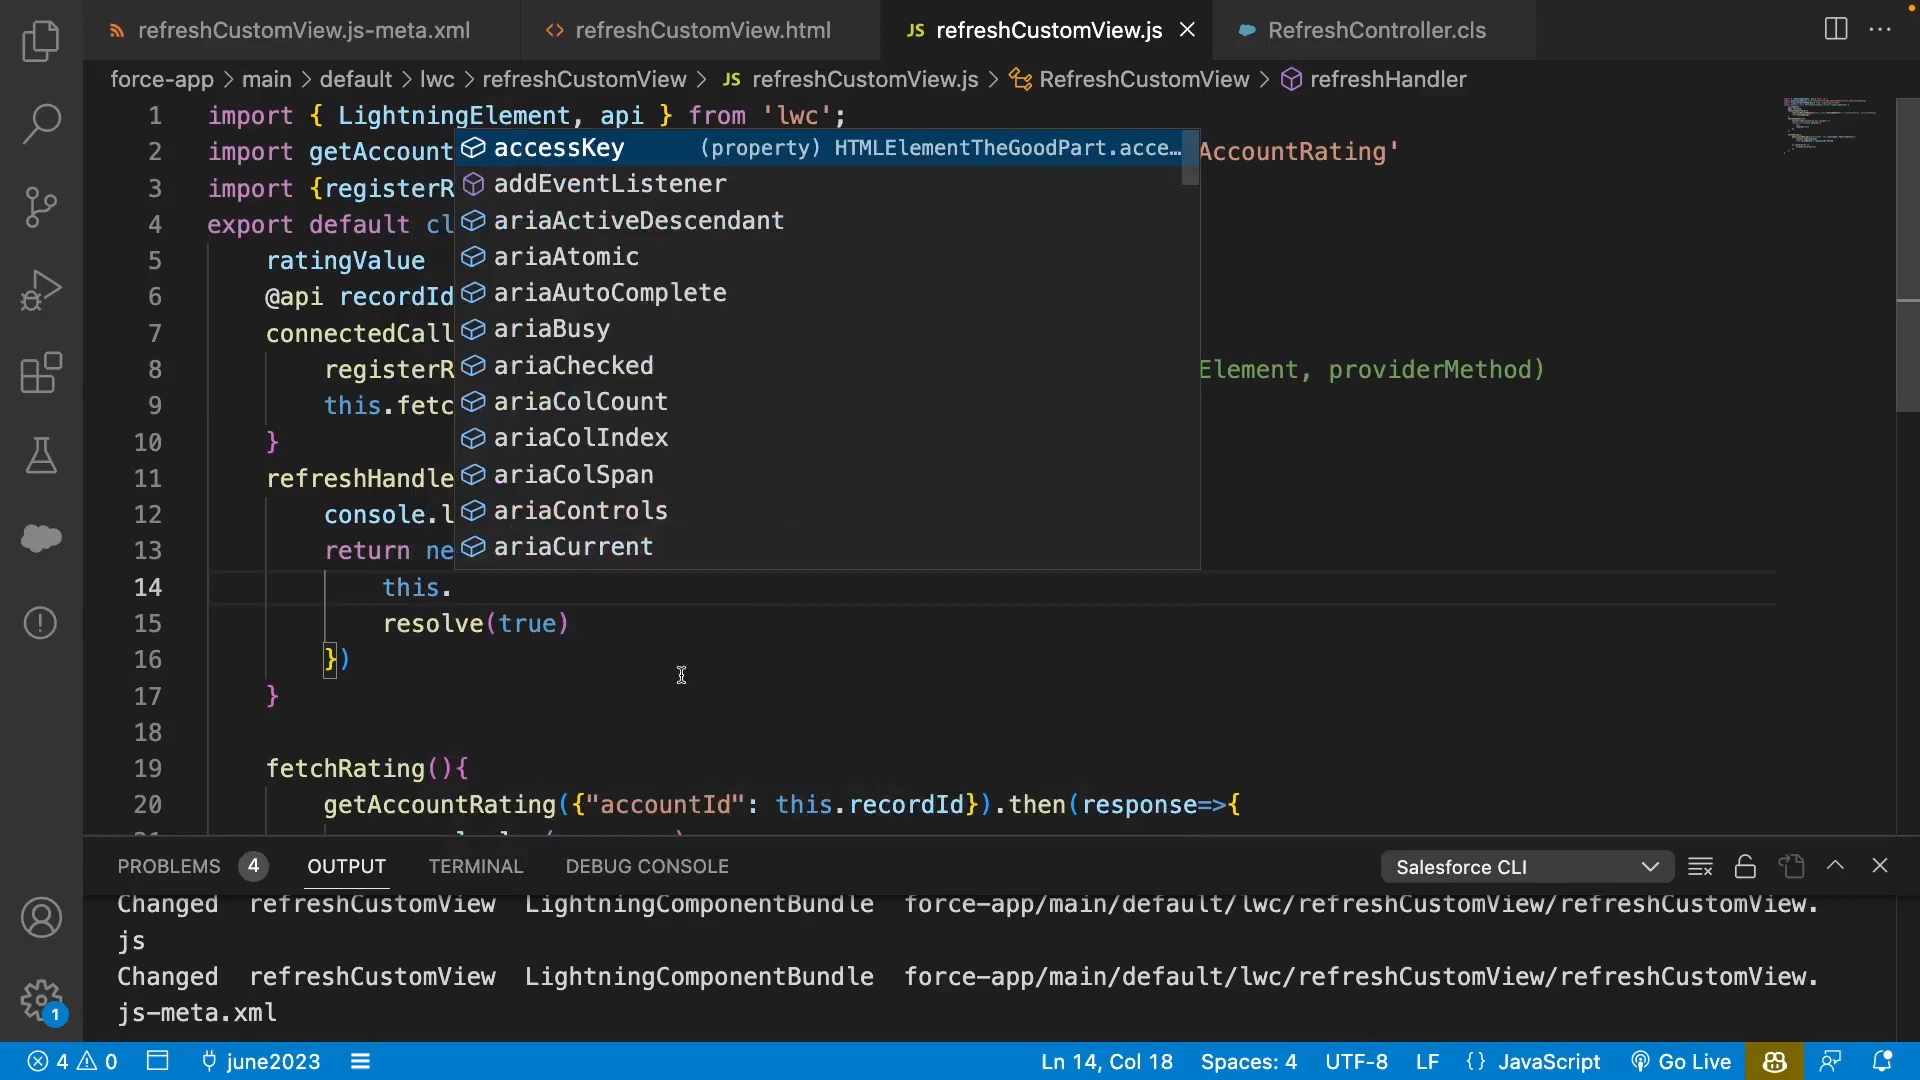 refreshCustomView.js-meta.xml
<> refreshCustomView.html
JS refreshCustomView.js
RefreshController.cls
force-app > main > default > lwc > refreshCustomView > JS refreshCustomView.js > RefreshCustomView > refreshHandler
1 import { LightningElement, api } from 'lwc';
2 import getAccount AccountRating'
3 import {registerR
4 export default cl
5 ratingValue
6 @api recordId
7 connectedCall
8 registerR Element, providerMethod)
9 this.fetc
10 }
11 refreshHandle
12 console.l
13 return ne
14 this.
15 resolve(true)
16 })
17 }
18
19 fetchRating(){
20 getAccountRating({"accountId": this.recordId}).then(response=>{
accessKey (property) HTMLElementTheGoodPart.acce…
addEventListener
ariaActiveDescendant
ariaAtomic
ariaAutoComplete
ariaBusy
ariaChecked
ariaColCount
ariaColIndex
ariaColSpan
ariaControls
ariaCurrent
PROBLEMS 4 OUTPUT TERMINAL DEBUG CONSOLE Salesforce CLI
Changed refreshCustomView LightningComponentBundle force-app/main/default/lwc/refreshCustomView/refreshCustomView.
js
Changed refreshCustomView LightningComponentBundle force-app/main/default/lwc/refreshCustomView/refreshCustomView.
js-meta.xml
1
4 0 june2023 Ln 14, Col 18 Spaces: 4 UTF-8 LF {} JavaScript Go Live